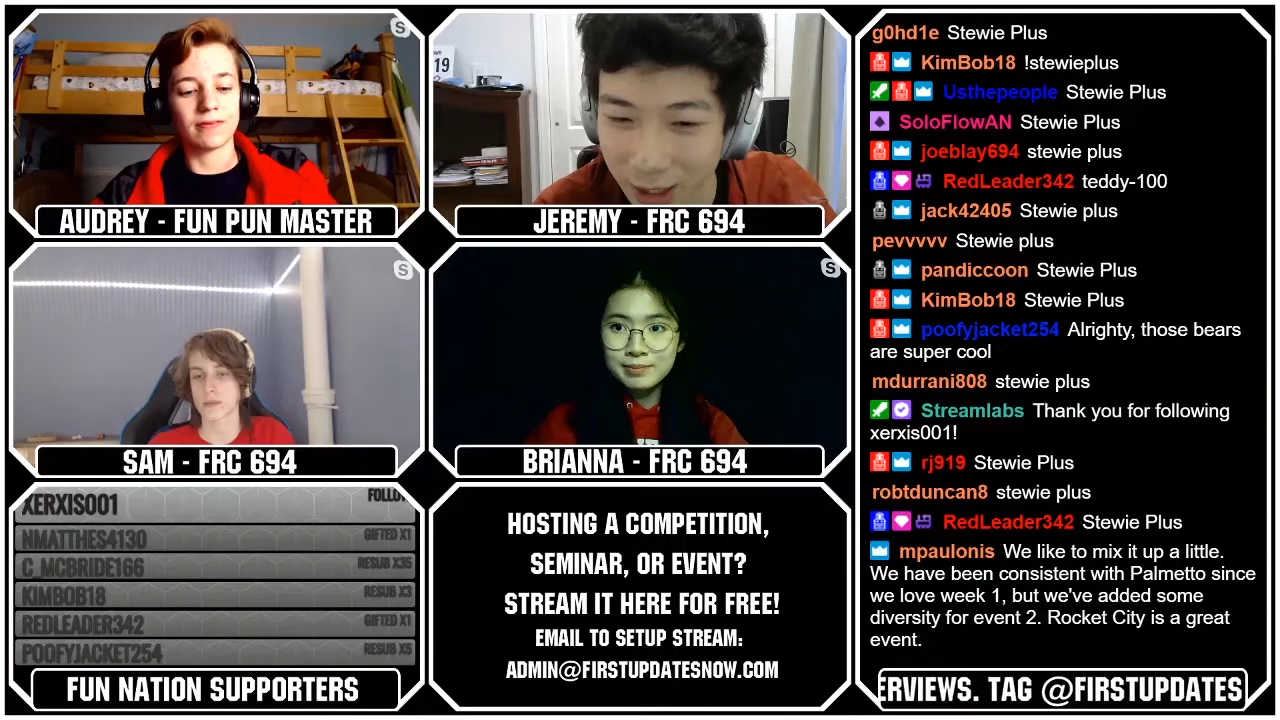 AUDREY - FUN PUN MASTER
19
JEREMY - FRC 694
SAM - FRC 694
BRIANNA - FRC 694
XERXIS001
NMATTHES4130 GIFTED X1
C_MCBRIDE166 RESUB X35
KIMBOB18 RESUB X3
REDLEADER342 GIFTED X1
POOFYJACKET254 RESUB X5
FUN NATION SUPPORTERS
HOSTING A COMPETITION,
SEMINAR, OR EVENT?
STREAM IT HERE FOR FREE!
EMAIL TO SETUP STREAM:
ADMIN@FIRSTUPDATESNOW.COM
g0hd1e Stewie Plus
KimBob18 !stewieplus
Usthepeople Stewie Plus
SoloFlowAN Stewie Plus
joeblay694 stewie plus
RedLeader342 teddy-100
jack42405 Stewie plus
pevvvvv Stewie plus
pandiccoon Stewie Plus
KimBob18 Stewie Plus
poofyjacket254 Alrighty, those bears
are super cool
mdurrani808 stewie plus
Streamlabs Thank you for following
xerxis001!
rj919 Stewie Plus
robtduncan8 stewie plus
RedLeader342 Stewie Plus
mpaulonis We like to mix it up a little.
We have been consistent with Palmetto since
we love week 1, but we've added some
diversity for event 2. Rocket City is a great
event.
ERVIEWS. TAG @FIRSTUPDATES